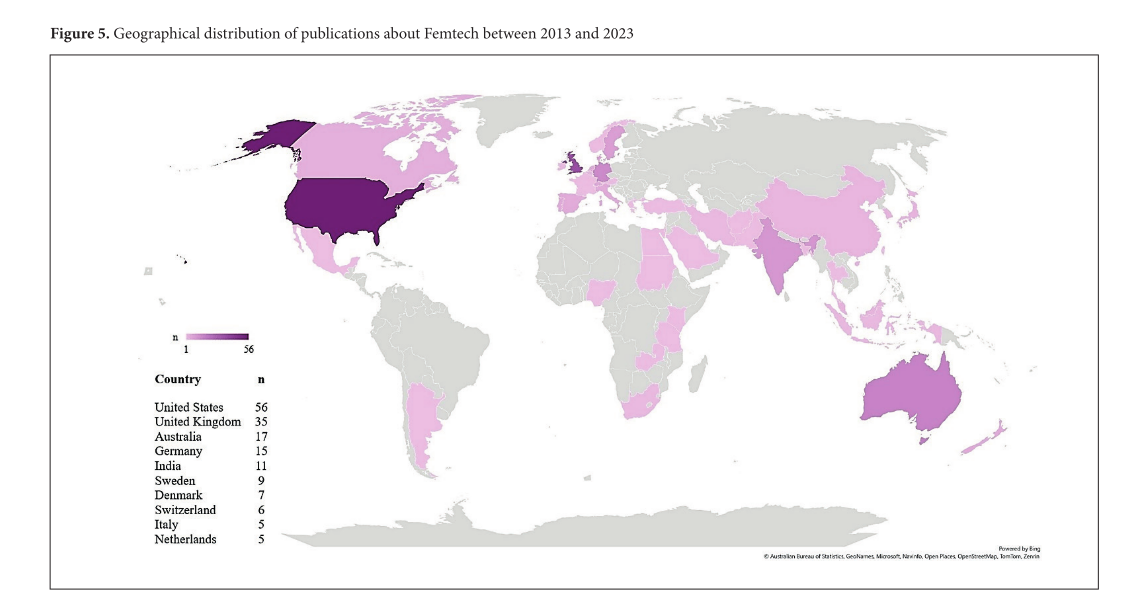 Figure 5. Geographical distribution of publications about Femtech between 2013 and 2023
n
1 56
Country n
United States 56
United Kingdom 35
Australia 17
Germany 15
India 11
Sweden 9
Denmark 7
Switzerland 6
Italy 5
Netherlands 5
Powered by Bing
© Australian Bureau of Statistics, GeoNames, Microsoft, Navinfo, Open Places, OpenStreetMap, TomTom, Zenrin